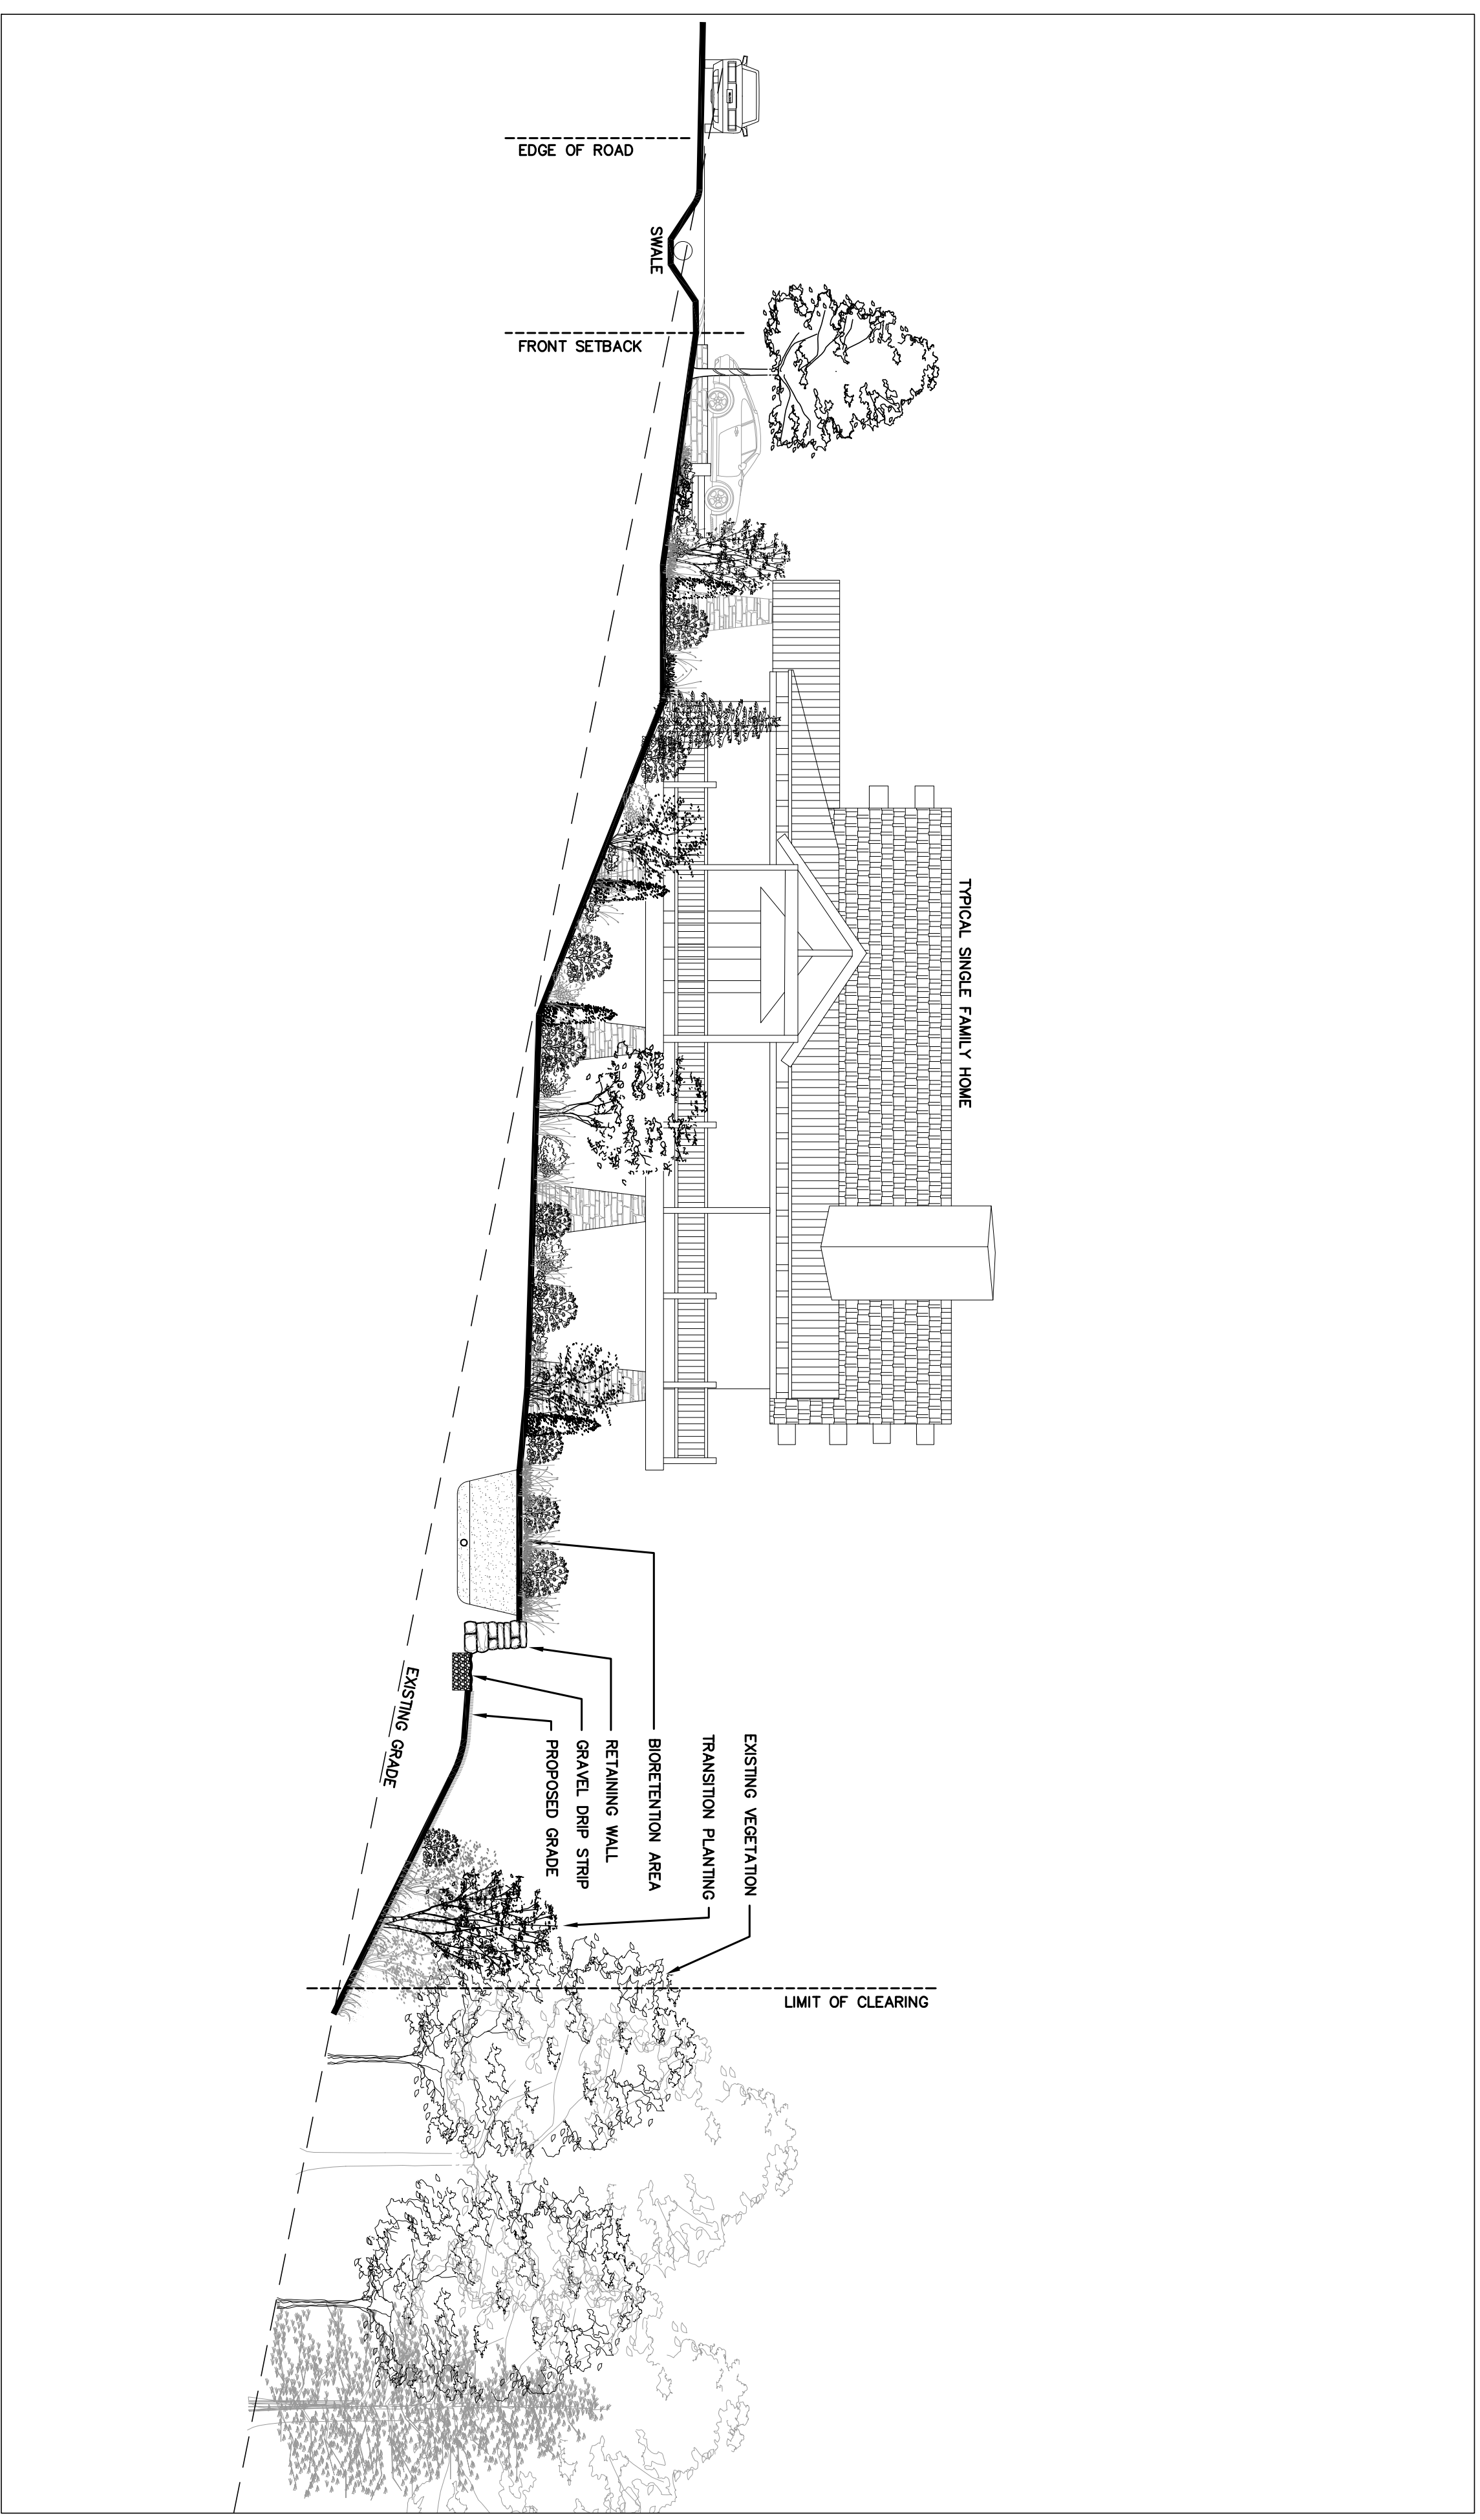 TYPICAL SINGLE FAMILY HOME
EXISTING VEGETATION
TRANSITION PLANTING
BIORETENTION AREA
RETAINING WALL
GRAVEL DRIP STRIP
PROPOSED GRADE
LIMIT OF CLEARING
SWALE
EDGE OF ROAD
FRONT SETBACK
EXISTING GRADE